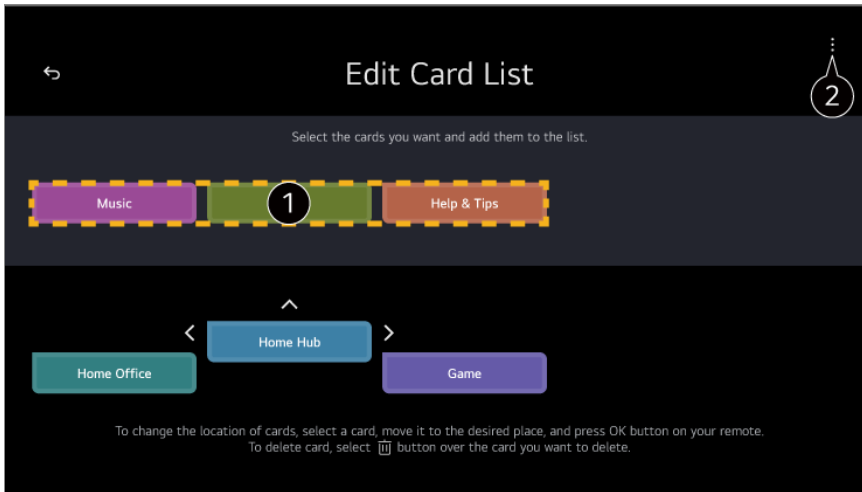 Edit Card List
2
Select the cards you want and add them to the list.
Music
1
Help & Tips
Home Hub
Home Office
Game
To change the location of cards, select a card, move it to the desired place, and press OK button on your remote.
To delete card, select button over the card you want to delete.